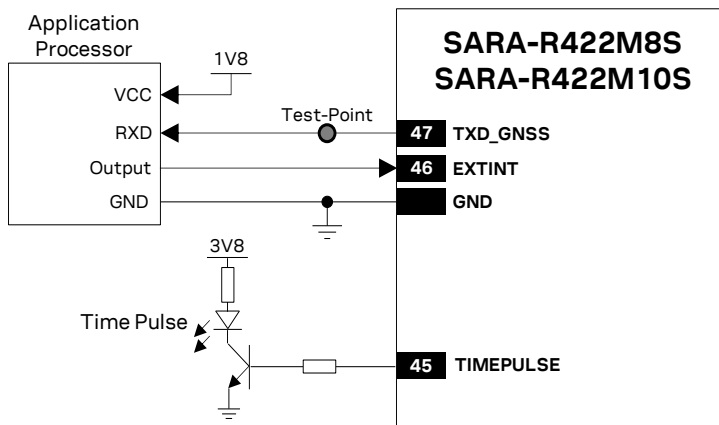 Application
Processor
SARA-R422M8S
SARA-R422M10S
1V8
VCC
Test-Point
RXD
47 TXD_GNSS
Output
46 EXTINT
GND
GND
3V8
Time Pulse
45 TIMEPULSE